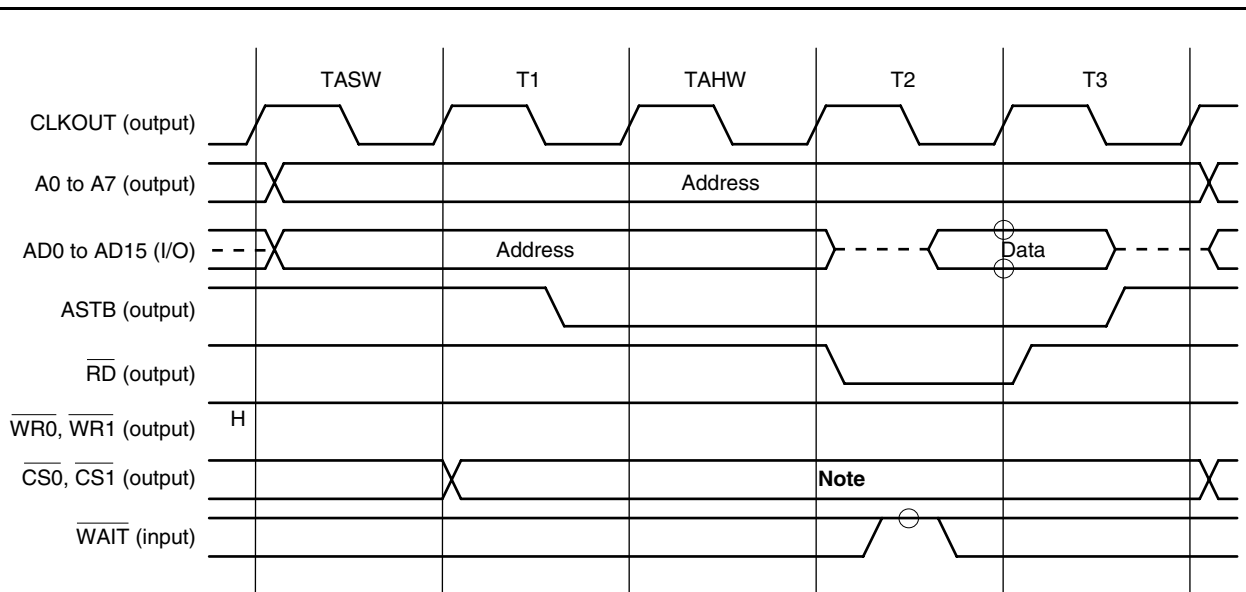 TASW T1 TAHW T2 T3
CLKOUT (output)
A0 to A7 (output) Address
AD0 to AD15 (I/O) Address Data
ASTB (output)
RD (output)
WR0, WR1 (output) H
CS0, CS1 (output) Note
WAIT (input)